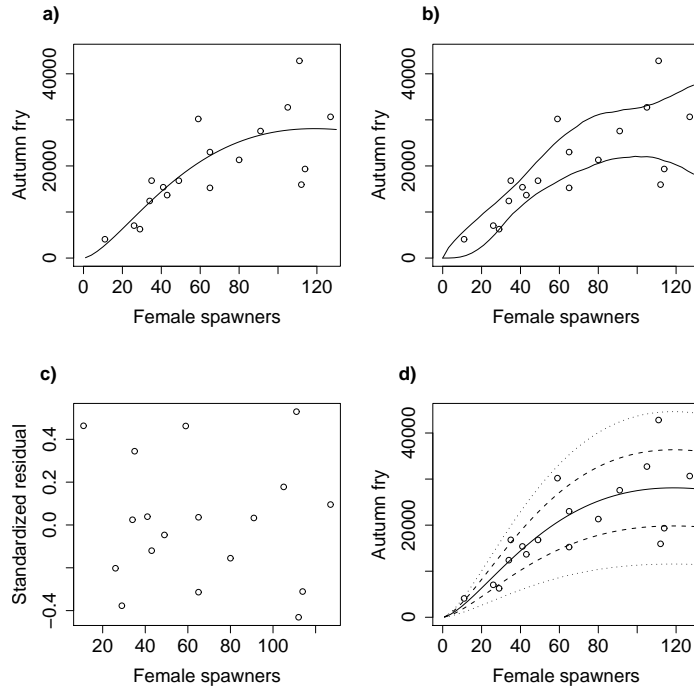 a)
Autumn fry
0
20000
40000
0 20 40 60 80 120
Female spawners
b)
Autumn fry
0
20000
40000
0 20 40 60 80 120
Female spawners
c)
Standardized residual
−0.4
0.0
0.4
20 40 60 80 100
Female spawners
d)
Autumn fry
0
20000
40000
0 20 40 60 80 120
Female spawners